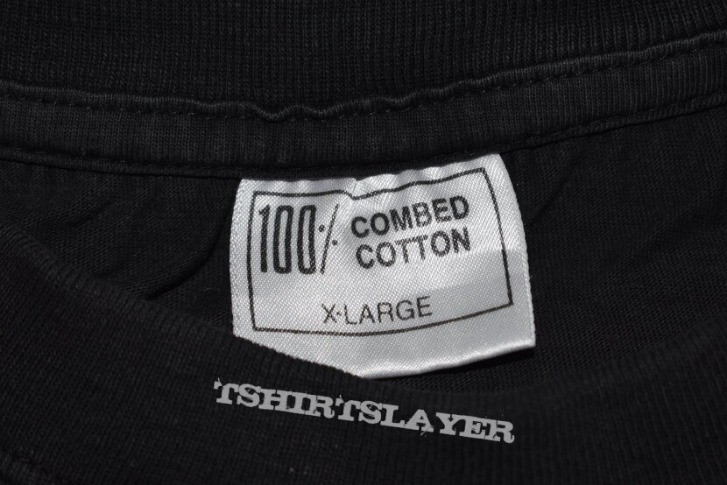 100% COMBED
COTTON
X-LARGE
TSHIRTSLAYER